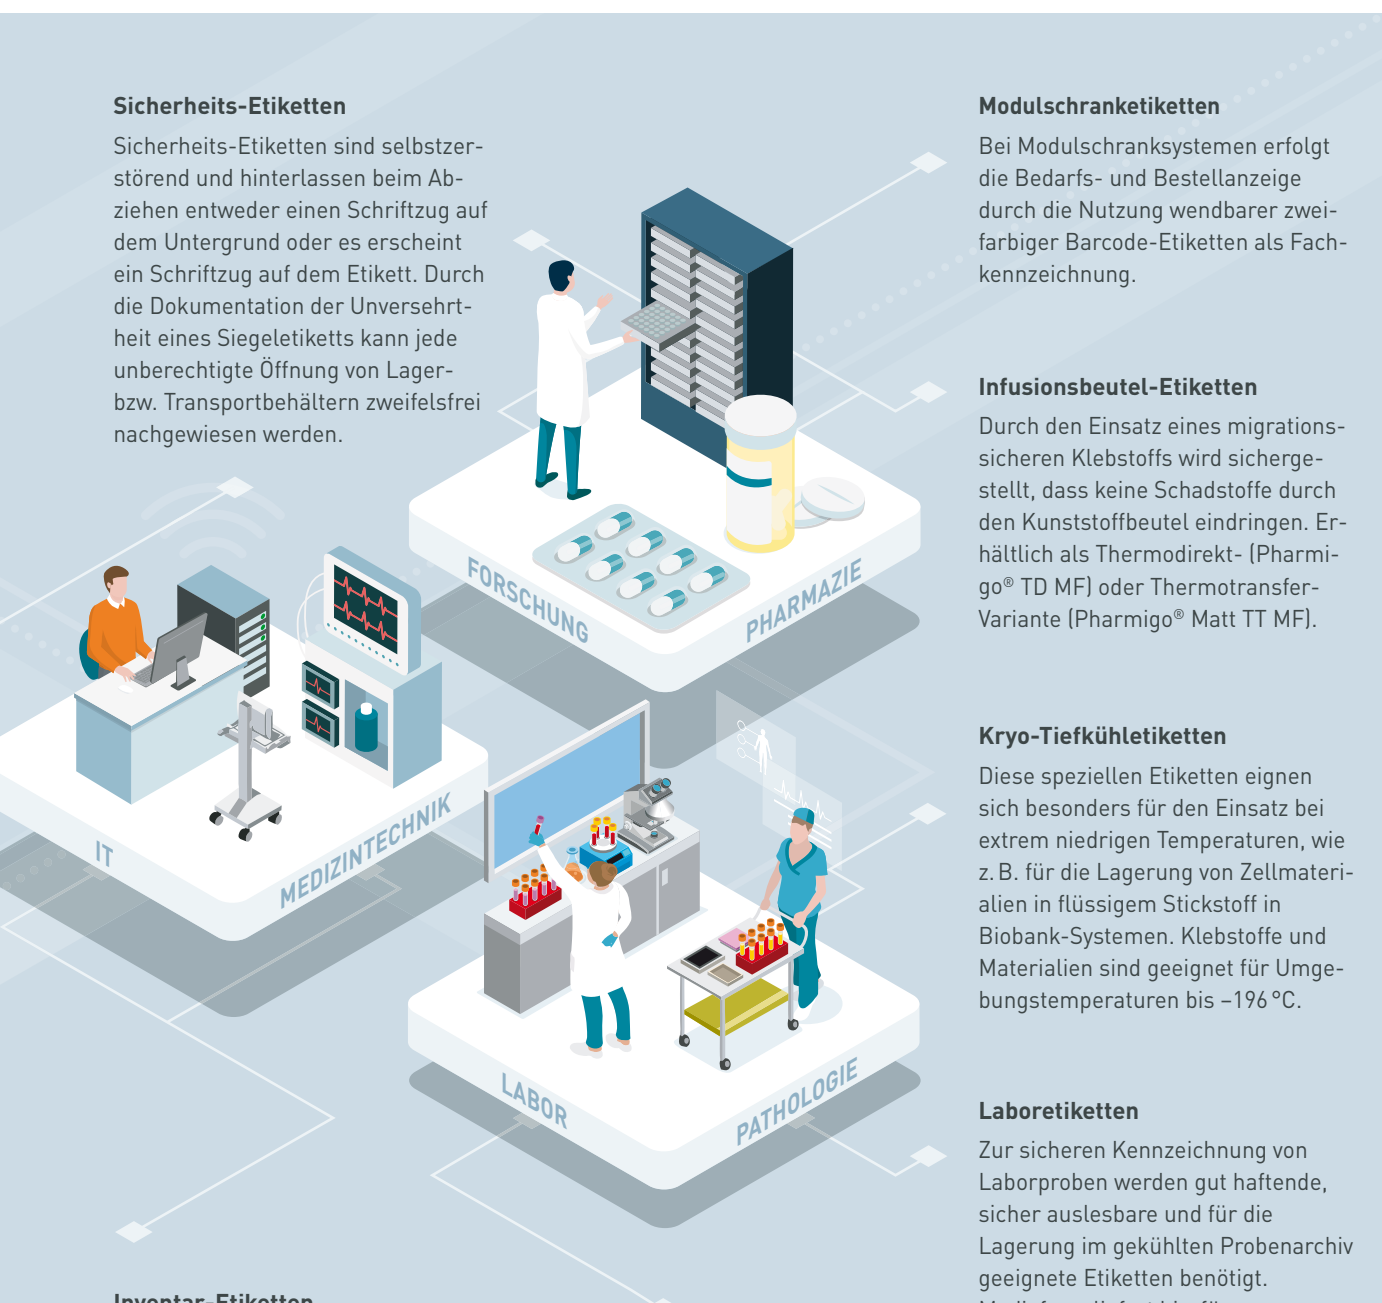 Sicherheits-Etiketten
Sicherheits-Etiketten sind selbstzer-
störend und hinterlassen beim Ab-
ziehen entweder einen Schriftzug auf
dem Untergrund oder es erscheint
ein Schriftzug auf dem Etikett. Durch
die Dokumentation der Unversehrt-
heit eines Siegeletiketts kann jede
unberechtigte Öffnung von Lager-
bzw. Transportbehältern zweifelsfrei
nachgewiesen werden.
Modulschranketiketten
Bei Modulschranksystemen erfolgt
die Bedarfs- und Bestellanzeige
durch die Nutzung wendbarer zwei-
farbiger Barcode-Etiketten als Fach-
kennzeichnung.
Infusionsbeutel-Etiketten
Durch den Einsatz eines migrations-
sicheren Klebstoffs wird sicherge-
stellt, dass keine Schadstoffe durch
den Kunststoffbeutel eindringen. Er-
hältlich als Thermodirekt- (Pharmi-
go® TD MF) oder Thermotransfer-
Variante (Pharmigo® Matt TT MF).
FORSCHUNG
PHARMAZIE
IT
MEDIZINTECHNIK
Kryo-Tiefkühletiketten
Diese speziellen Etiketten eignen
sich besonders für den Einsatz bei
extrem niedrigen Temperaturen, wie
z. B. für die Lagerung von Zellmateri-
alien in flüssigem Stickstoff in
Biobank-Systemen. Klebstoffe und
Materialien sind geeignet für Umge-
bungstemperaturen bis –196 °C.
LABOR
PATHOLOGIE
Laboretiketten
Zur sicheren Kennzeichnung von
Laborproben werden gut haftende,
sicher auslesbare und für die
Lagerung im gekühlten Probenarchiv
geeignete Etiketten benötigt.
Inventar-Etiketten